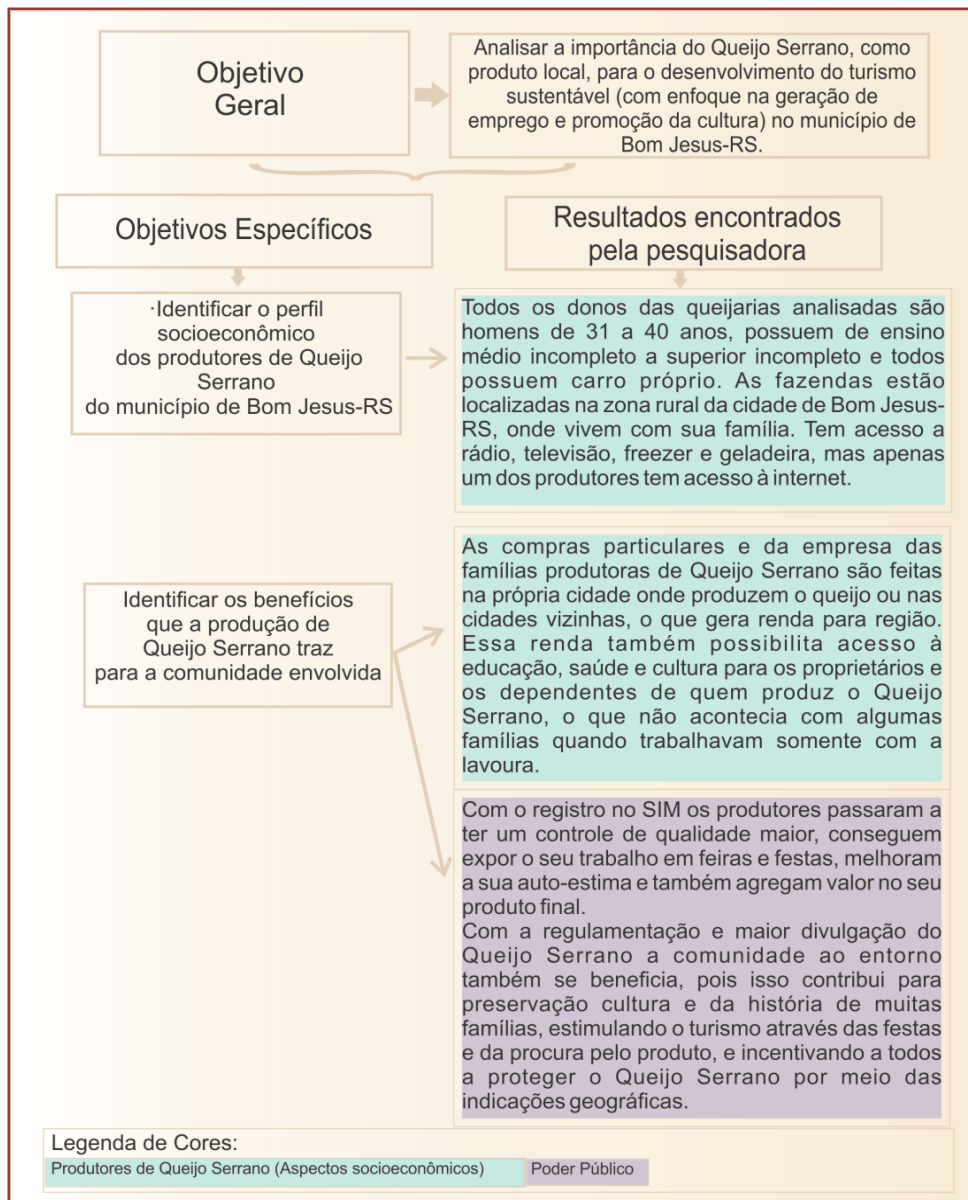 Objetivo
Geral
Analisar a importância do Queijo Serrano, como
produto local, para o desenvolvimento do turismo
sustentável (com enfoque na geração de
emprego e promoção da cultura) no município de
Bom Jesus-RS.
Objetivos Específicos
Resultados encontrados
pela pesquisadora
·Identificar o perfil
socioeconômico
dos produtores de Queijo
Serrano
do município de Bom Jesus-RS
Todos os donos das queijarias analisadas são
homens de 31 a 40 anos, possuem de ensino
médio incompleto a superior incompleto e todos
possuem carro próprio. As fazendas estão
localizadas na zona rural da cidade de Bom Jesus-
RS, onde vivem com sua família. Tem acesso a
rádio, televisão, freezer e geladeira, mas apenas
um dos produtores tem acesso à internet.
Identificar os benefícios
que a produção de
Queijo Serrano traz
para a comunidade envolvida
As compras particulares e da empresa das
famílias produtoras de Queijo Serrano são feitas
na própria cidade onde produzem o queijo ou nas
cidades vizinhas, o que gera renda para região.
Essa renda também possibilita acesso à
educação, saúde e cultura para os proprietários e
os dependentes de quem produz o Queijo
Serrano, o que não acontecia com algumas
famílias quando trabalhavam somente com a
lavoura.
Com o registro no SIM os produtores passaram a
ter um controle de qualidade maior, conseguem
expor o seu trabalho em feiras e festas, melhoram
a sua auto-estima e também agregam valor no seu
produto final.
Com a regulamentação e maior divulgação do
Queijo Serrano a comunidade ao entorno
também se beneficia, pois isso contribui para
preservação cultura e da história de muitas
famílias, estimulando o turismo através das festas
e da procura pelo produto, e incentivando a todos
a proteger o Queijo Serrano por meio das
indicações geográficas.
Legenda de Cores:
Produtores de Queijo Serrano (Aspectos socioeconômicos)
Poder Público